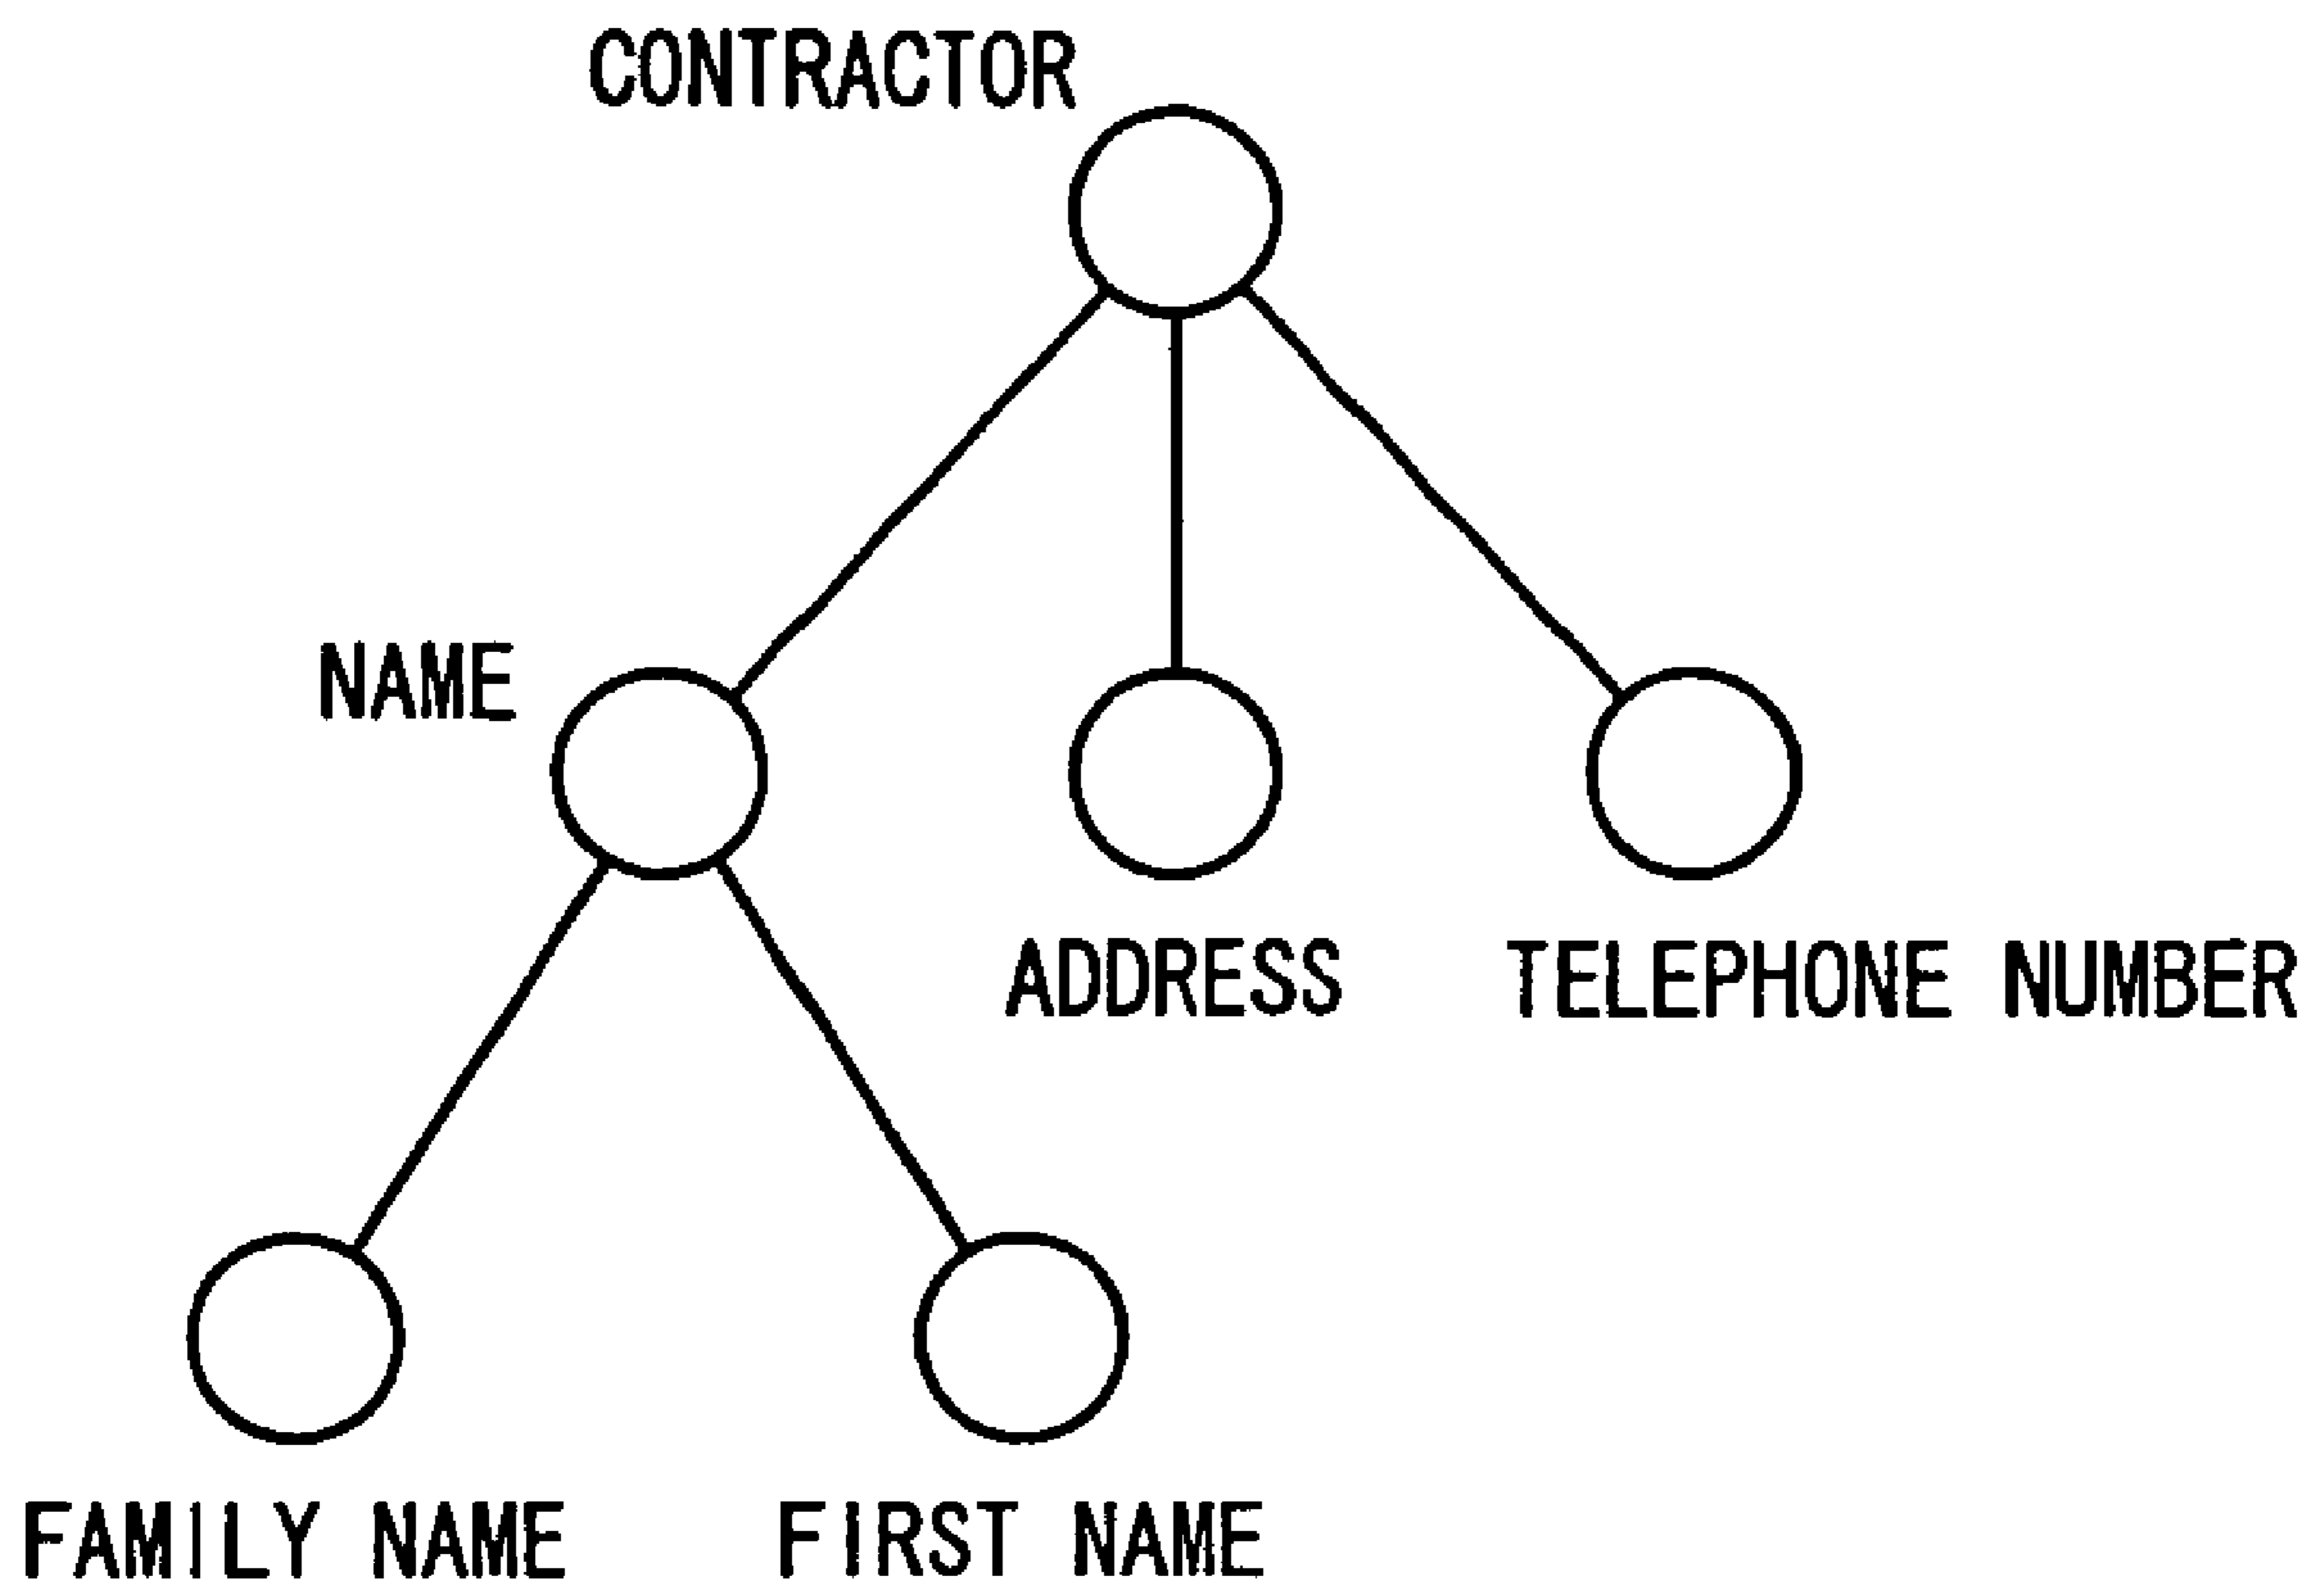 CONTRACTOR
NAME
ADDRESS
TELEPHONE NUMBER
FAMILY NAME
FIRST NAME